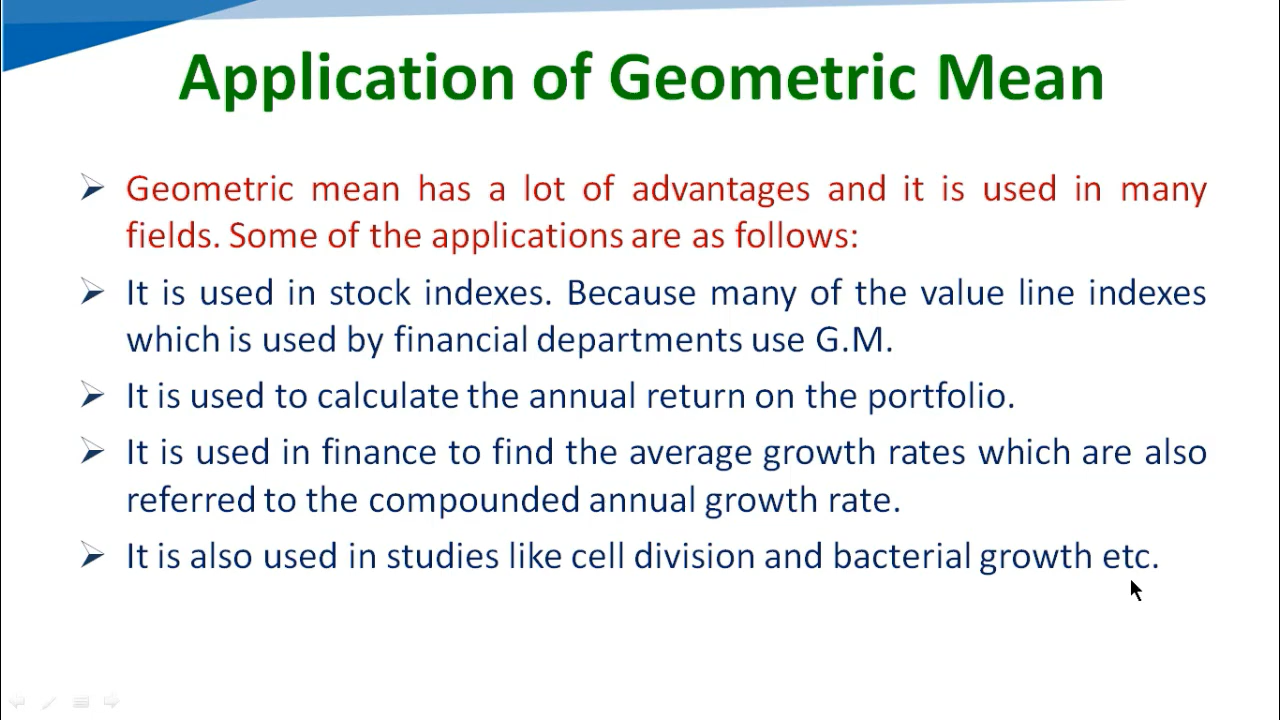 Application of Geometric Mean
Geometric mean has a lot of advantages and it is used in many
fields. Some of the applications are as follows:
It is used in stock indexes. Because many of the value line indexes
which is used by financial departments use G.M.
It is used to calculate the annual return on the portfolio.
It is used in finance to find the average growth rates which are also
referred to the compounded annual growth rate.
It is also used in studies like cell division and bacterial growth etc.